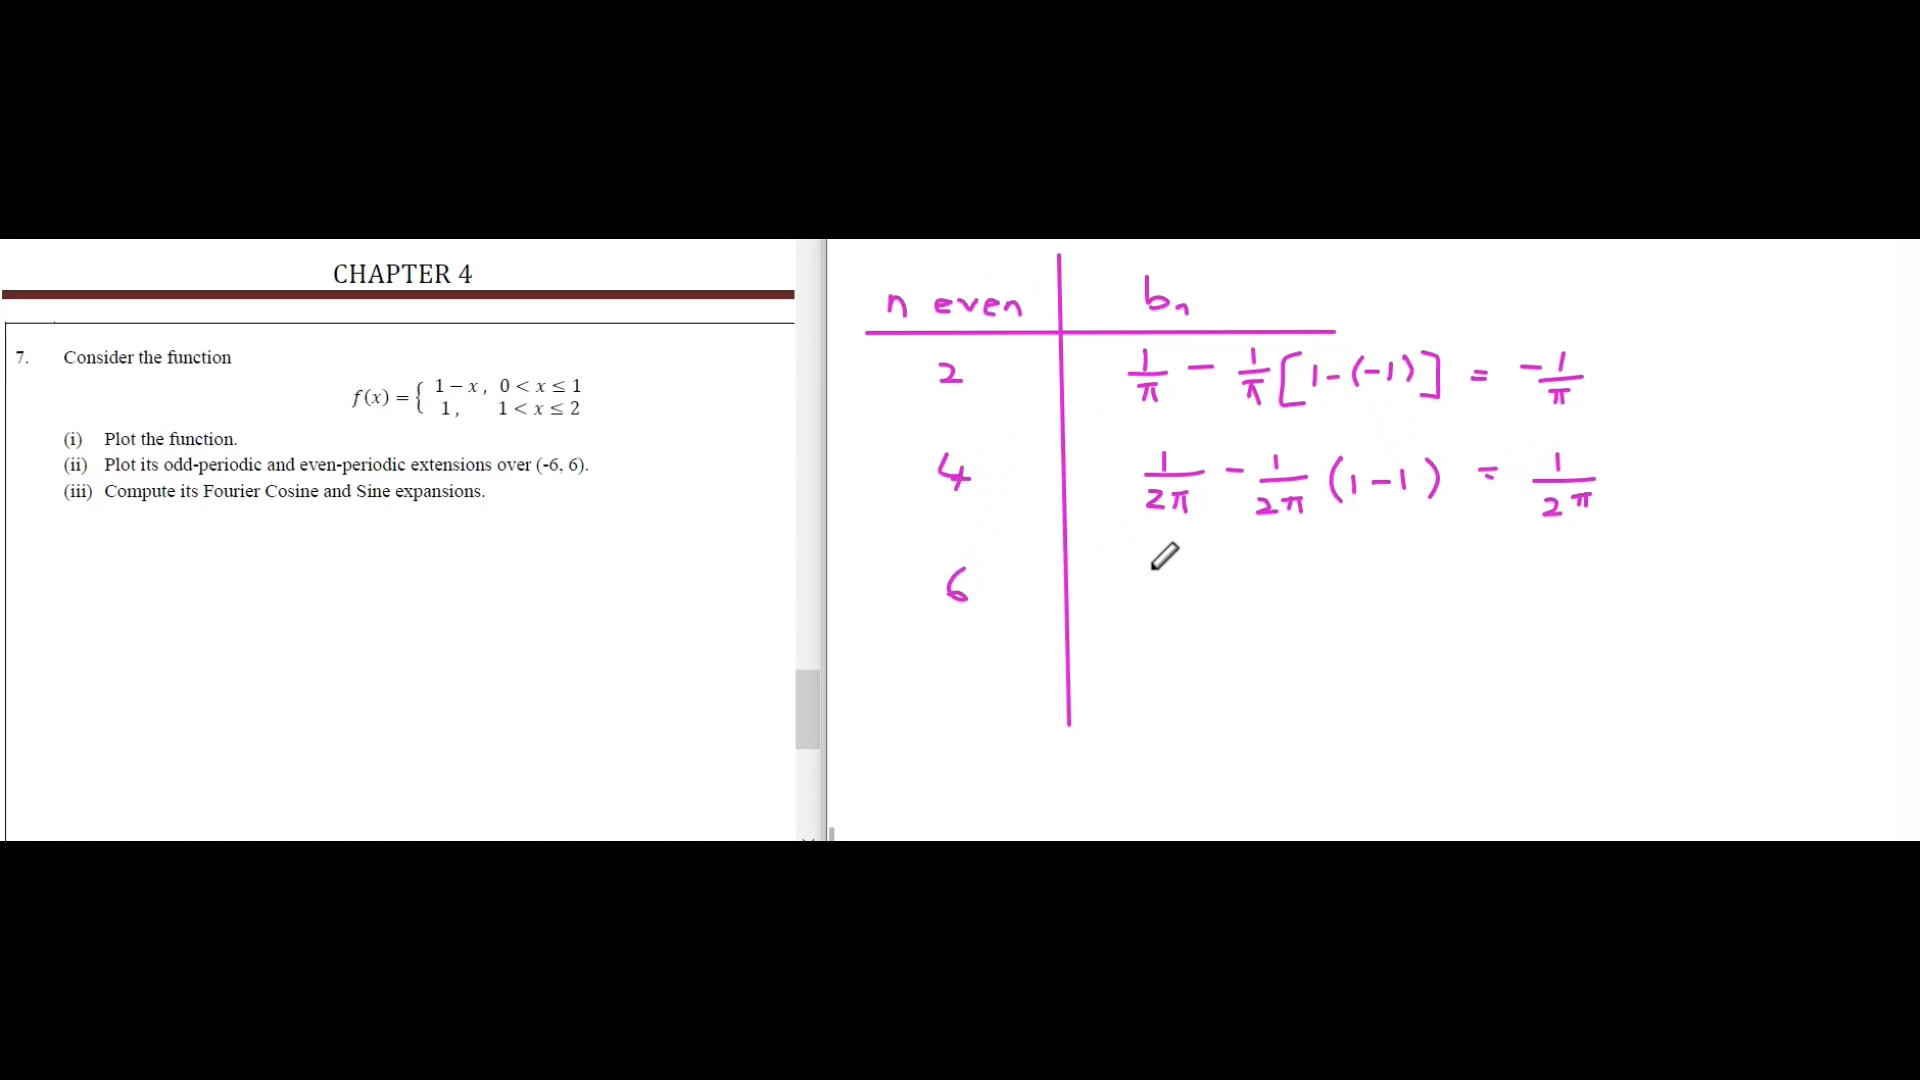 CHAPTER 4
7. Consider the function
f(x) = { 1 − x , 0 < x ≤ 1
1 , 1 < x ≤ 2
(i) Plot the function.
(ii) Plot its odd-periodic and even-periodic extensions over (-6, 6).
(iii) Compute its Fourier Cosine and Sine expansions.
n even | bn
2 | 1/π - 1/π [1-(-1)] = -1/π
4 | 1/2π - 1/2π (1-1) = 1/2π
6